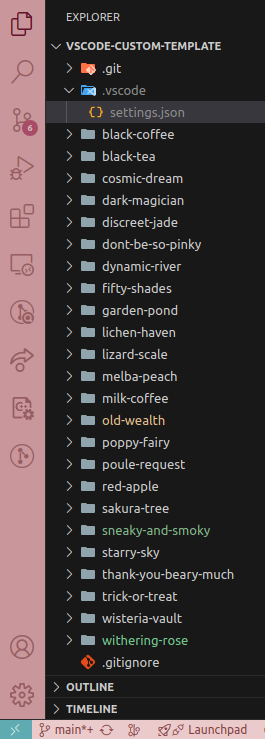 EXPLORER
VSCODE-CUSTOM-TEMPLATE
.git
.vscode
{} settings.json
black-coffee
black-tea
cosmic-dream
dark-magician
discreet-jade
dont-be-so-pinky
dynamic-river
fifty-shades
garden-pond
lichen-haven
lizard-scale
melba-peach
milk-coffee
old-wealth
poppy-fairy
poule-request
red-apple
sakura-tree
sneaky-and-smoky
starry-sky
thank-you-beary-much
trick-or-treat
wisteria-vault
withering-rose
.gitignore
OUTLINE
TIMELINE
6
main*+ Launchpad